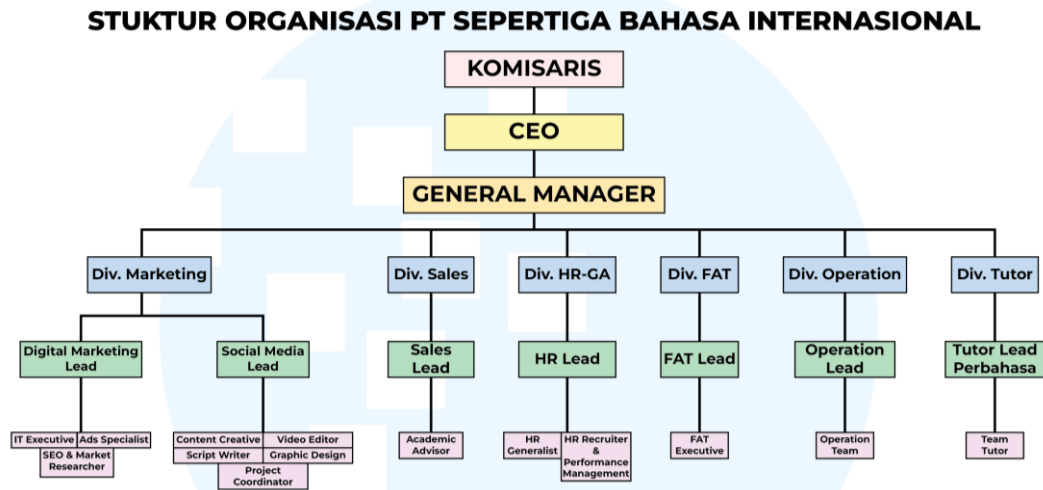 STUKTUR ORGANISASI PT SEPERTIGA BAHASA INTERNASIONAL
KOMISARIS
CEO
GENERAL MANAGER
Div. Marketing
Div. Sales
Div. HR-GA
Div. FAT
Div. Operation
Div. Tutor
Digital Marketing
Lead
Social Media
Lead
Sales
Lead
HR Lead
FAT Lead
Operation
Lead
Tutor Lead
Perbahasa
IT Executive
Ads Specialist
SEO & Market
Researcher
Content Creative
Video Editor
Script Writer
Graphic Design
Project
Coordinator
Academic
Advisor
HR
Generalist
HR Recruiter
&
Performance
Management
FAT
Executive
Operation
Team
Team
Tutor